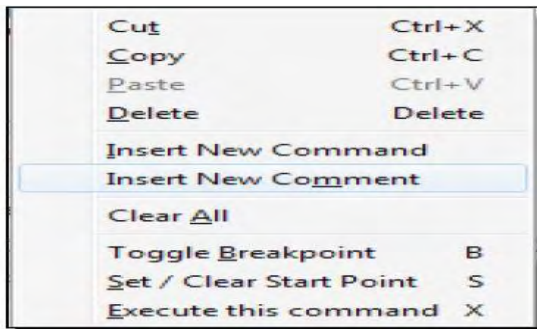 Cut Ctrl+X
Copy Ctrl+C
Paste Ctrl+V
Delete Delete
Insert New Command
Insert New Comment
Clear All
Toggle Breakpoint B
Set / Clear Start Point S
Execute this command X